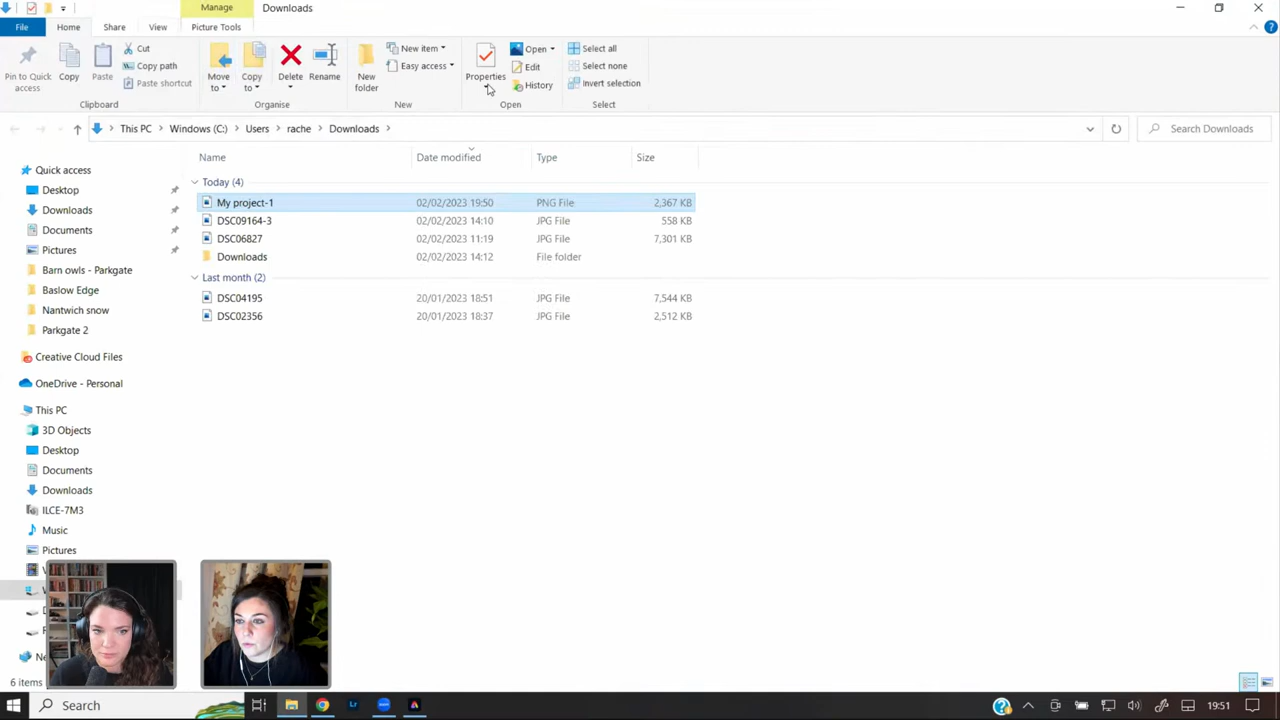 Manage
Downloads
File
Home
Share
View
Picture Tools
Pin to Quick access
Copy
Paste
Cut
Copy path
Paste shortcut
Clipboard
Move to
Copy to
Delete
Rename
Organise
New folder
New item
Easy access
New
Properties
Open
Edit
History
Open
Select all
Select none
Invert selection
Select
This PC
Windows (C:)
Users
rache
Downloads
Search Downloads
Name
Date modified
Type
Size
Today (4)
My project-1 02/02/2023 19:50 PNG File 2,367 KB
DSC09164-3 02/02/2023 14:10 JPG File 558 KB
DSC06827 02/02/2023 11:19 JPG File 7,301 KB
Downloads 02/02/2023 14:12 File folder
Last month (2)
DSC04195 20/01/2023 18:51 JPG File 7,544 KB
DSC02356 20/01/2023 18:37 JPG File 2,512 KB
Quick access
Desktop
Downloads
Documents
Pictures
Barn owls - Parkgate
Baslow Edge
Nantwich snow
Parkgate 2
Creative Cloud Files
OneDrive - Personal
This PC
3D Objects
Desktop
Documents
Downloads
ILCE-7M3
Music
Pictures
6 items
Search
Lr
19:51